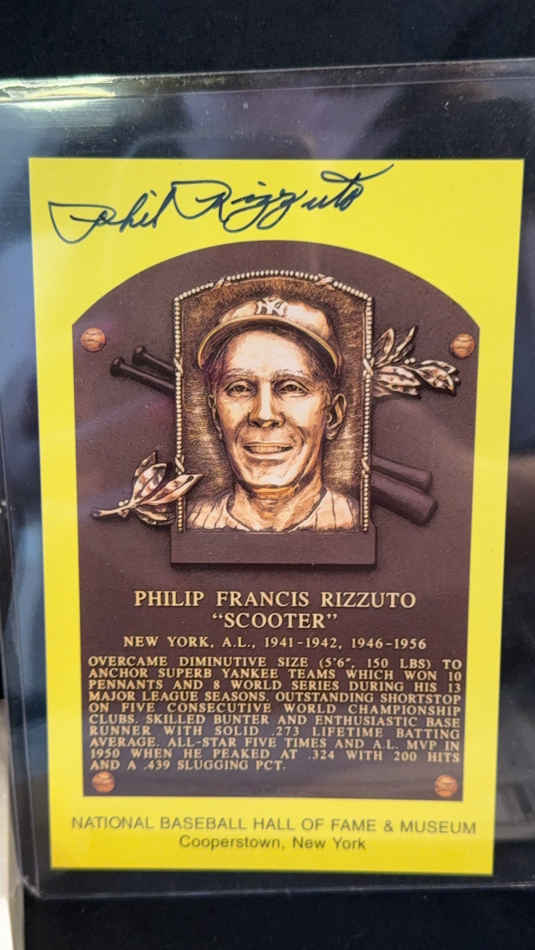 Phil Rizzuto
NY
PHILIP FRANCIS RIZZUTO
"SCOOTER"
NEW YORK, A.L., 1941-1942, 1946-1956
OVERCAME DIMINUTIVE SIZE (5'6", 150 LBS) TO
ANCHOR SUPERB YANKEE TEAMS WHICH WON 10
PENNANTS AND 8 WORLD SERIES DURING HIS 13
MAJOR LEAGUE SEASONS. OUTSTANDING SHORTSTOP
ON FIVE CONSECUTIVE WORLD CHAMPIONSHIP
CLUBS. SKILLED BUNTER AND ENTHUSIASTIC BASE
RUNNER WITH SOLID .273 LIFETIME BATTING
AVERAGE. ALL-STAR FIVE TIMES AND A.L. MVP IN
1950 WHEN HE PEAKED AT .324 WITH 200 HITS
AND A .439 SLUGGING PCT.
NATIONAL BASEBALL HALL OF FAME & MUSEUM
Cooperstown, New York